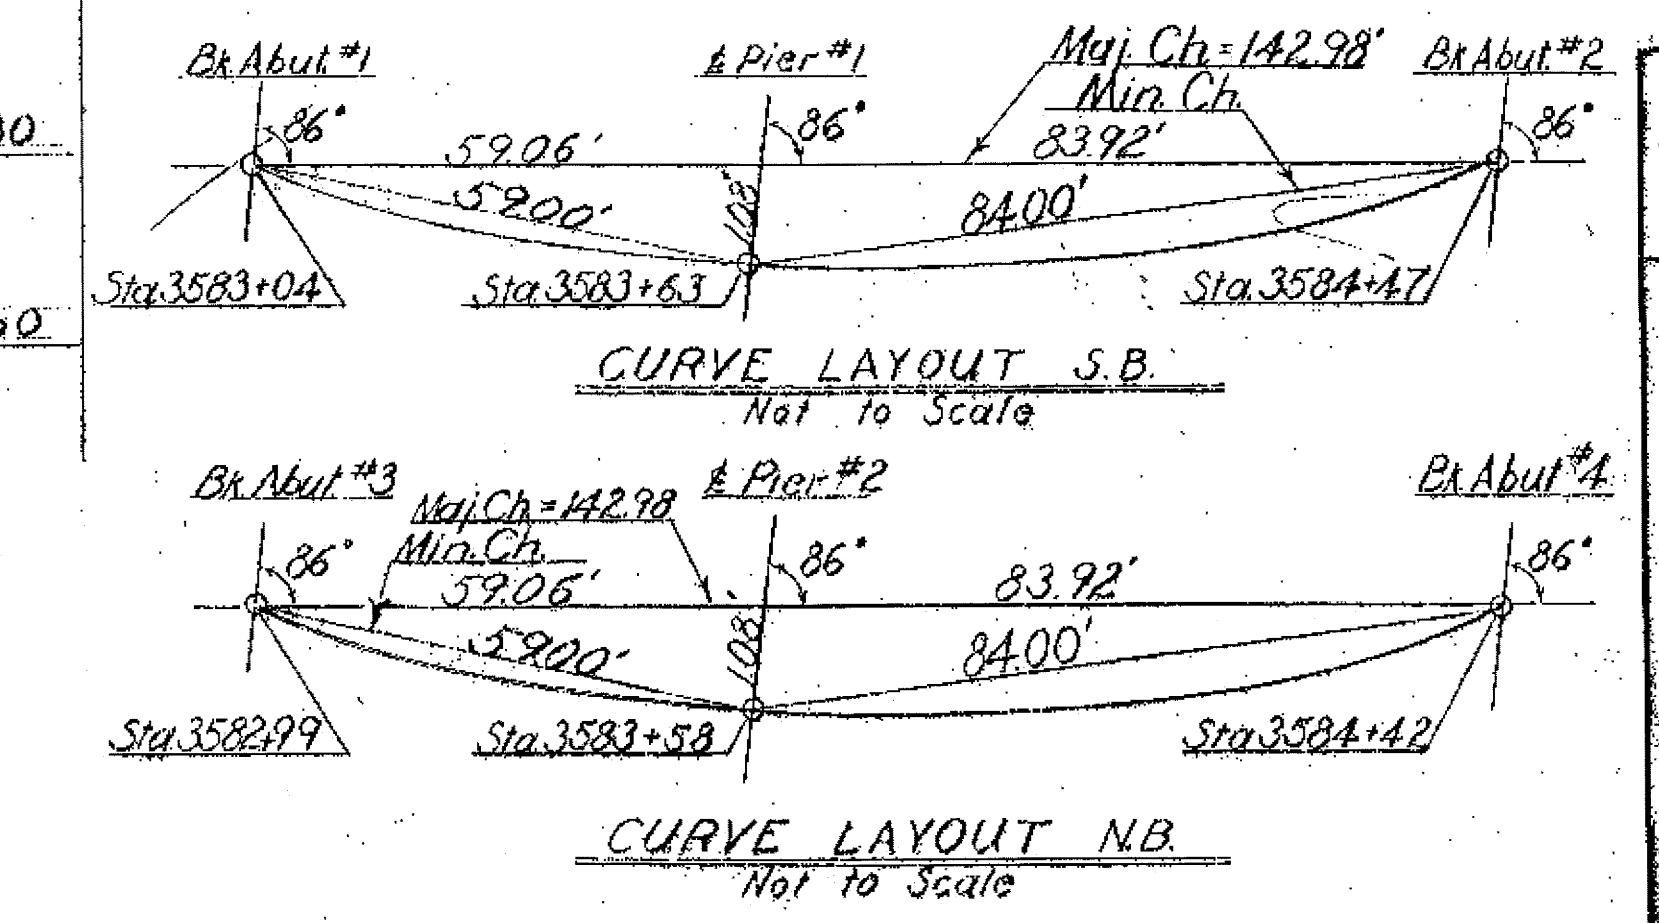 Bk Abut. #1
℄ Pier #1
Maj. Ch. = 142.98'
Bk Abut. #2
Min. Ch.
86°
86°
86°
59.06'
83.92'
59.00'
1.08'
84.00'
Sta. 3583+04
Sta. 3583+63
Sta. 3584+47
CURVE LAYOUT S.B.
Not to Scale
Bk Abut #3
℄ Pier #2
Bk Abut #4
Maj. Ch. = 142.98
Min. Ch.
86°
86°
86°
59.06'
83.92'
59.00'
1.08'
84.00'
Sta. 3582+99
Sta. 3583+58
Sta. 3584+42
CURVE LAYOUT N.B.
Not to Scale